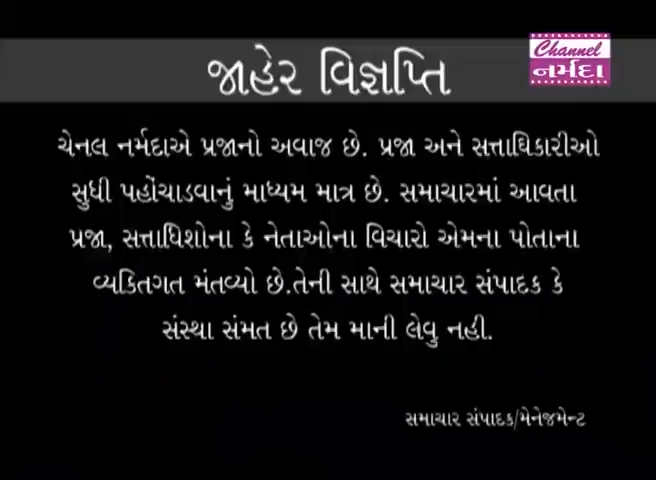 Channel
નર્મદા
જાહેર વિજ્ઞપ્તિ
ચેનલ નર્મદાએ પ્રજાનો અવાજ છે. પ્રજા અને સત્તાધિકારીઓ
સુધી પહોંચાડવાનું માધ્યમ માત્ર છે. સમાચારમાં આવતા
પ્રજા, સત્તાધિશોના કે નેતાઓના વિચારો એમના પોતાના
વ્યકિતગત મંતવ્યો છે.તેની સાથે સમાચાર સંપાદક કે
સંસ્થા સંમત છે તેમ માની લેવુ નહી.
સમાચાર સંપાદક/મેનેજમેન્ટ